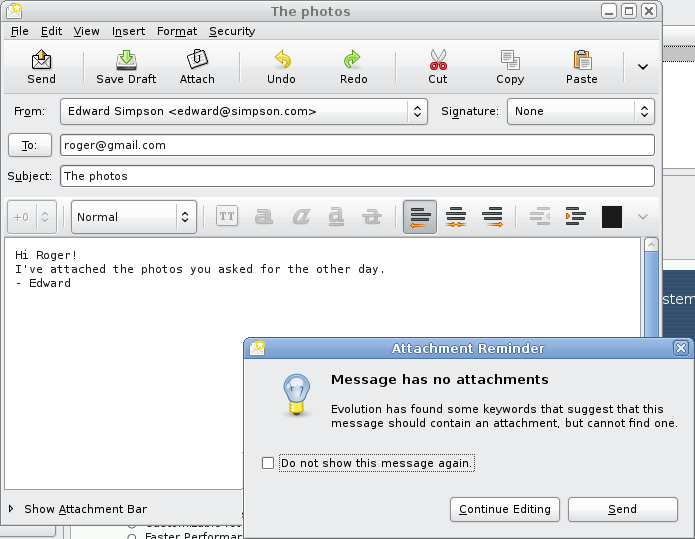 The photos
File Edit View Insert Format Security
Send Save Draft Attach Undo Redo Cut Copy Paste
From: Edward Simpson <edward@simpson.com> Signature: None
To: roger@gmail.com
Subject: The photos
+0 Normal TT a a a a
Hi Roger!
I've attached the photos you asked for the other day.
- Edward
stem
Attachment Reminder
Message has no attachments
Evolution has found some keywords that suggest that this
message should contain an attachment, but cannot find one.
Do not show this message again.
Show Attachment Bar
Continue Editing Send
Faster Performan